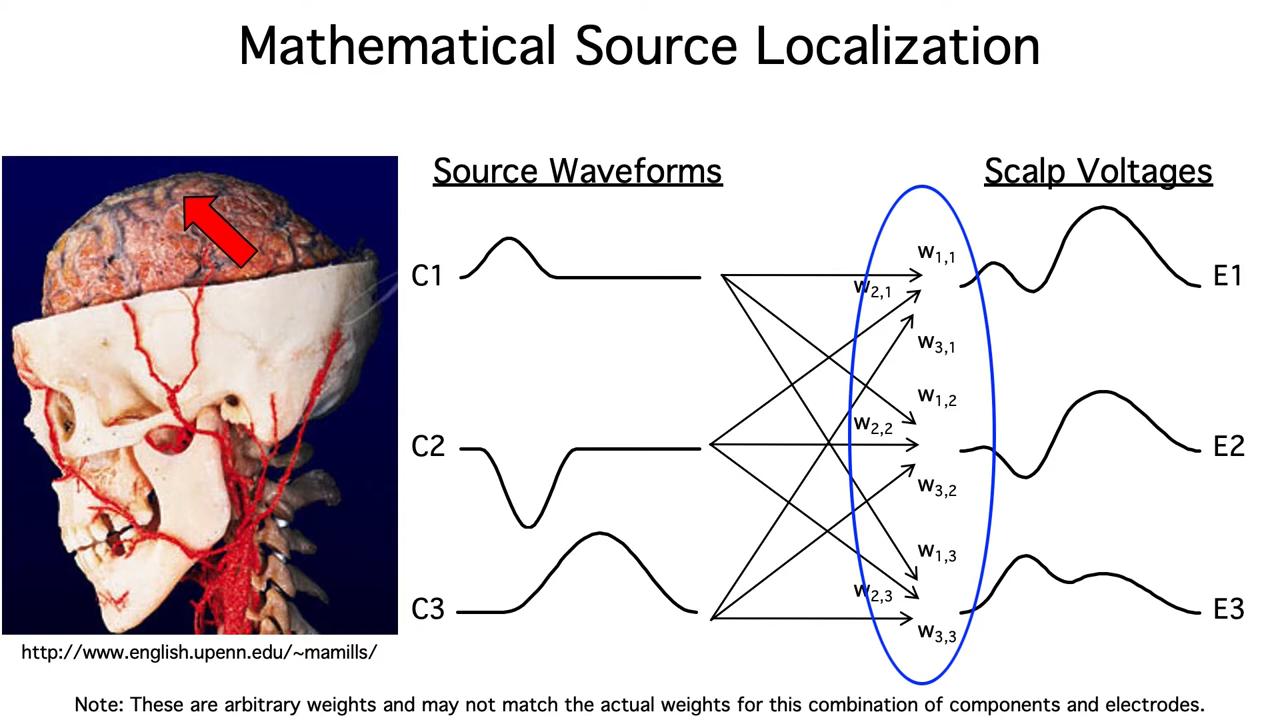 Mathematical Source Localization
Source Waveforms
Scalp Voltages
C1
w1,1
w2,1
E1
w3,1
w1,2
C2
w2,2
E2
w3,2
w1,3
C3
w2,3
E3
w3,3
http://www.english.upenn.edu/~mamills/
Note: These are arbitrary weights and may not match the actual weights for this combination of components and electrodes.